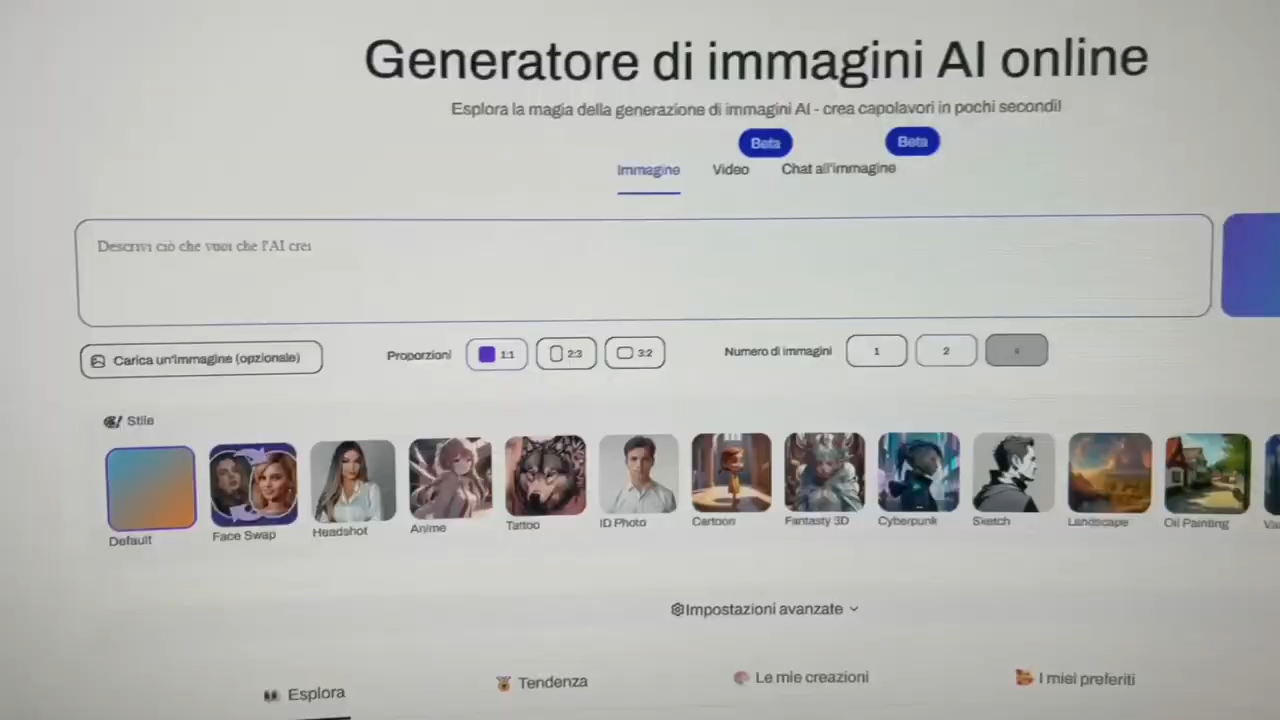 Generatore di immagini AI online
Esplora la magia della generazione di immagini AI - crea capolavori in pochi secondi!
Beta
Beta
Immagine
Video
Chat all'immagine
Descrivi ciò che vuoi che l'AI crei
Carica un'immagine (opzionale)
Proporzioni
1:1
2:3
3:2
Numero di immagini
1
2
Stile
Default
Face Swap
Headshot
Anime
Tattoo
ID Photo
Cartoon
Fantasty 3D
Cyberpunk
Sketch
Landscape
Oil Painting
Impostazioni avanzate
Esplora
Tendenza
Le mie creazioni
I miei preferiti